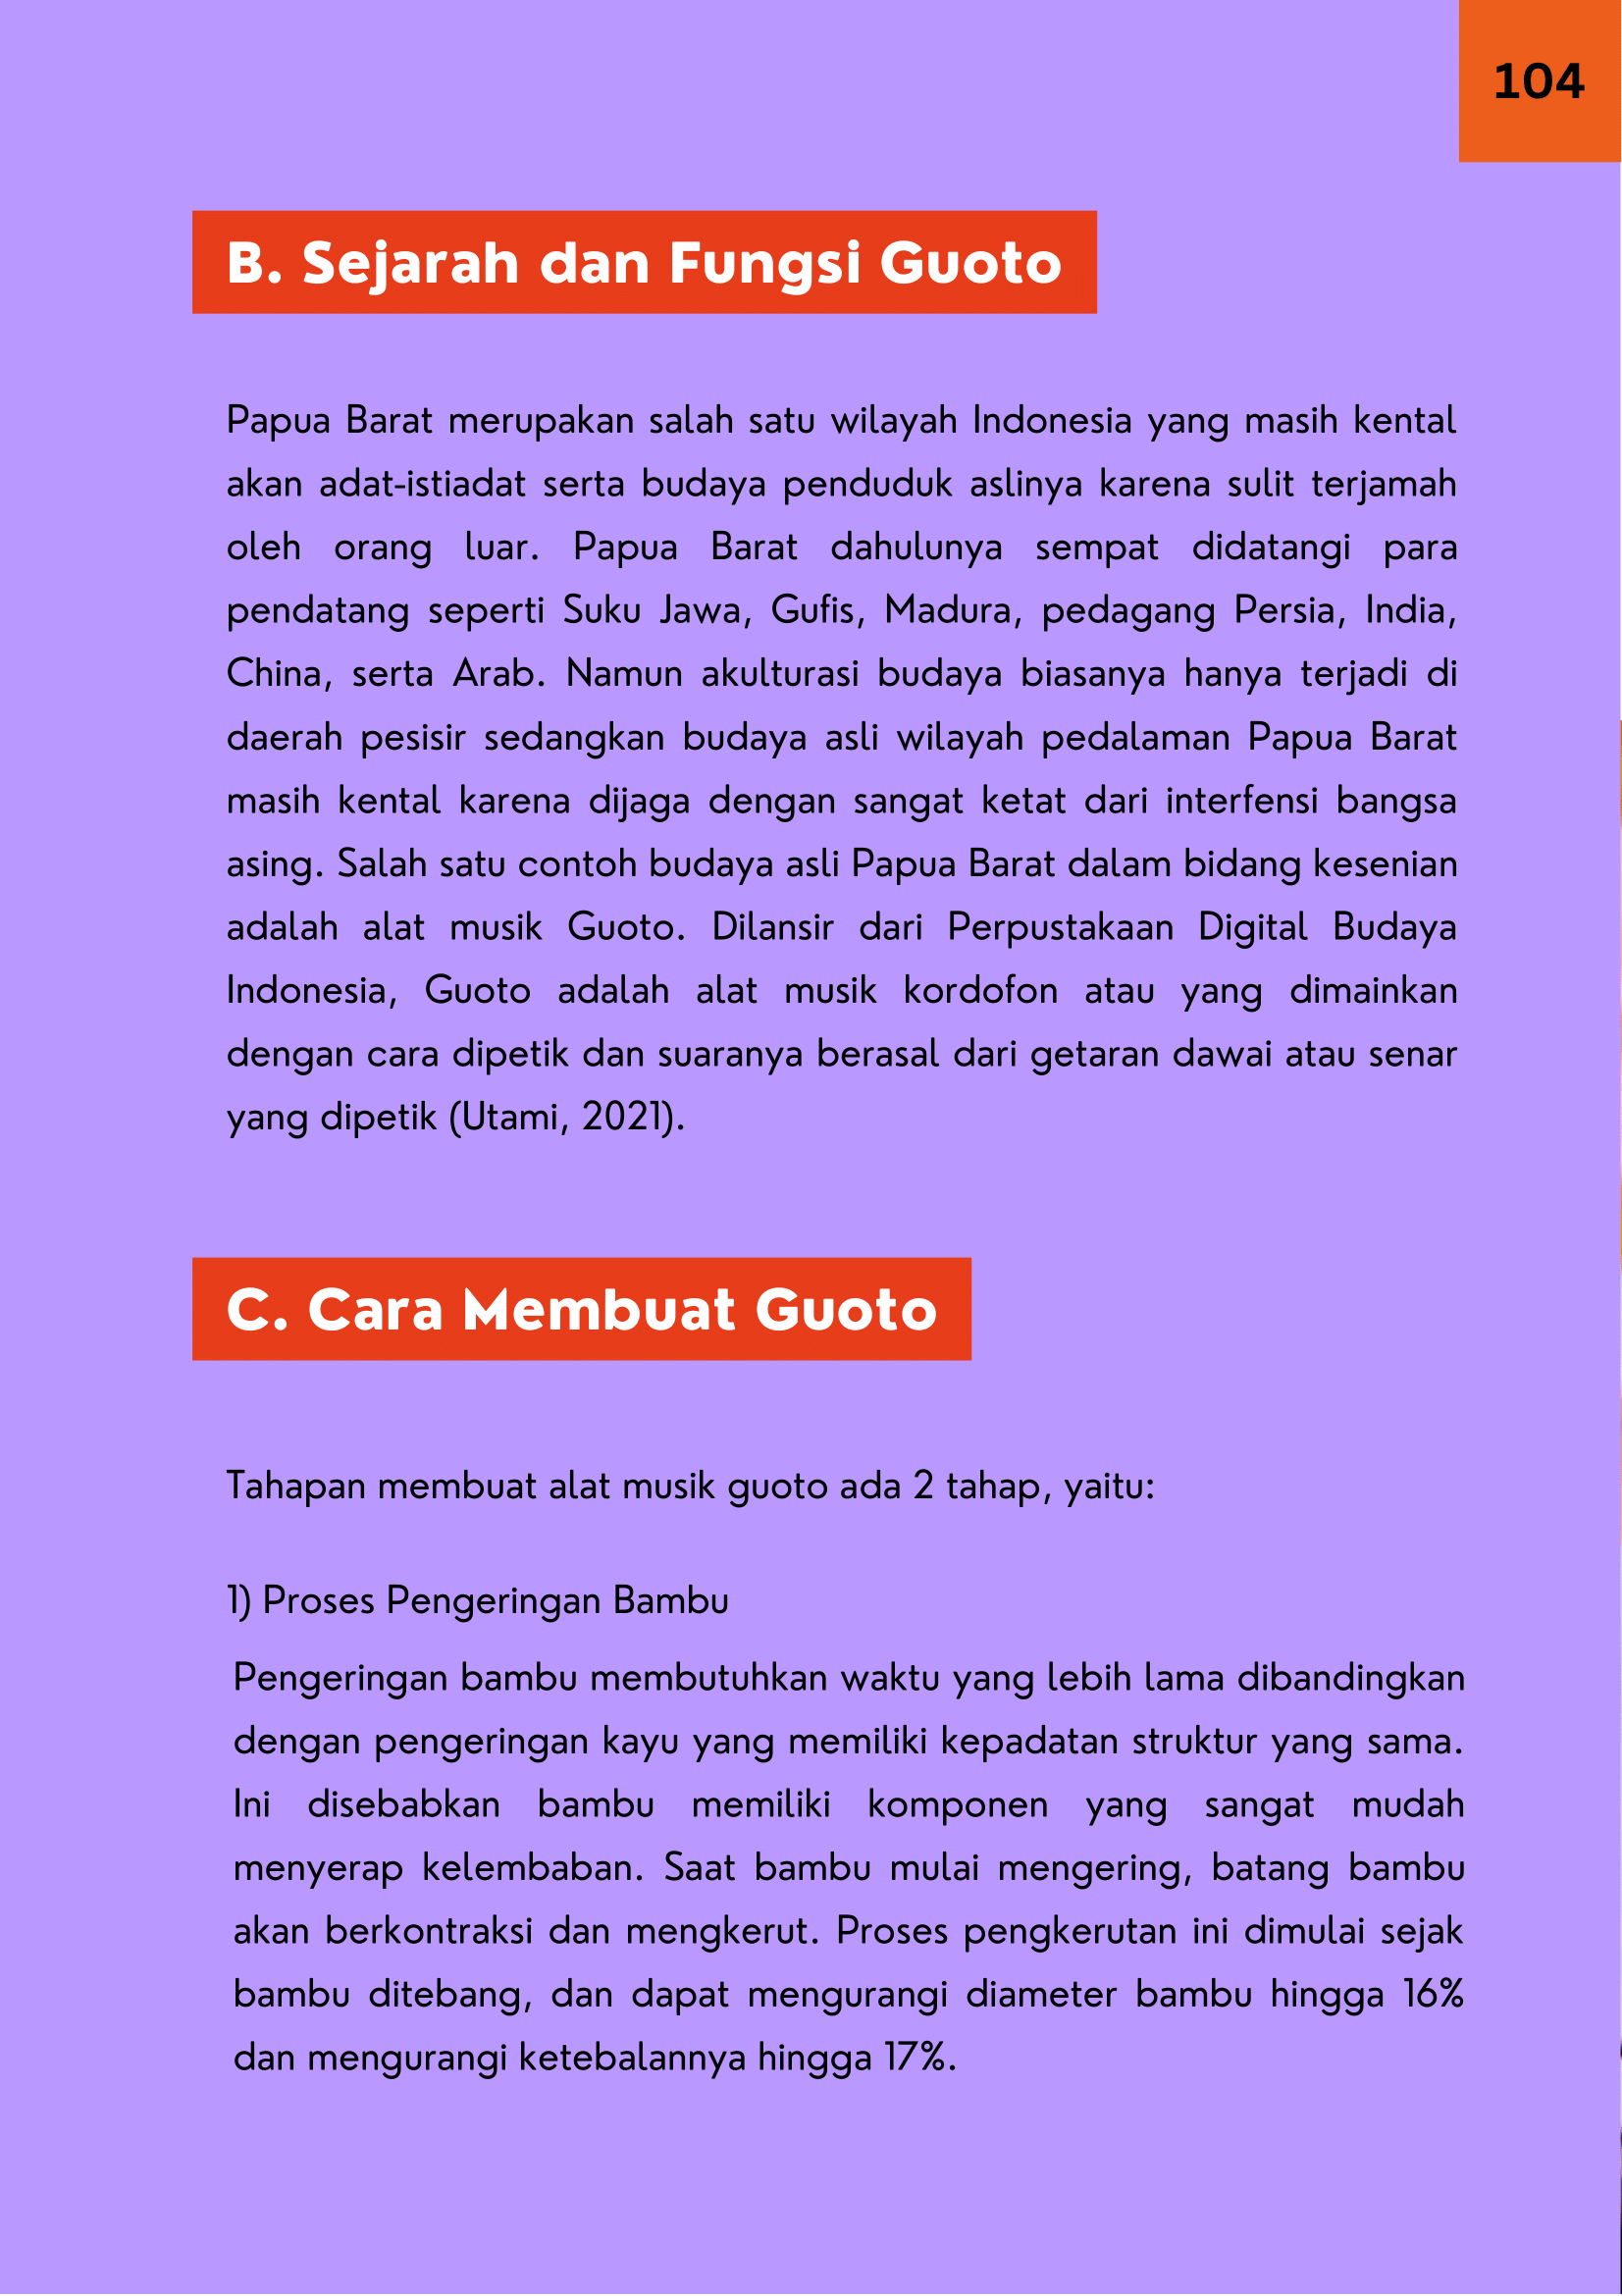 104
B. Sejarah dan Fungsi Guoto
Papua Barat merupakan salah satu wilayah Indonesia yang masih kental
akan adat-istiadat serta budaya penduduk aslinya karena sulit terjamah
oleh orang luar. Papua Barat dahulunya sempat didatangi para
pendatang seperti Suku Jawa, Gufis, Madura, pedagang Persia, India,
China, serta Arab. Namun akulturasi budaya biasanya hanya terjadi di
daerah pesisir sedangkan budaya asli wilayah pedalaman Papua Barat
masih kental karena dijaga dengan sangat ketat dari interfensi bangsa
asing. Salah satu contoh budaya asli Papua Barat dalam bidang kesenian
adalah alat musik Guoto. Dilansir dari Perpustakaan Digital Budaya
Indonesia, Guoto adalah alat musik kordofon atau yang dimainkan
dengan cara dipetik dan suaranya berasal dari getaran dawai atau senar
yang dipetik (Utami, 2021).
C. Cara Membuat Guoto
Tahapan membuat alat musik guoto ada 2 tahap, yaitu:
1) Proses Pengeringan Bambu
Pengeringan bambu membutuhkan waktu yang lebih lama dibandingkan
dengan pengeringan kayu yang memiliki kepadatan struktur yang sama.
Ini disebabkan bambu memiliki komponen yang sangat mudah
menyerap kelembaban. Saat bambu mulai mengering, batang bambu
akan berkontraksi dan mengkerut. Proses pengkerutan ini dimulai sejak
bambu ditebang, dan dapat mengurangi diameter bambu hingga 16%
dan mengurangi ketebalannya hingga 17%.